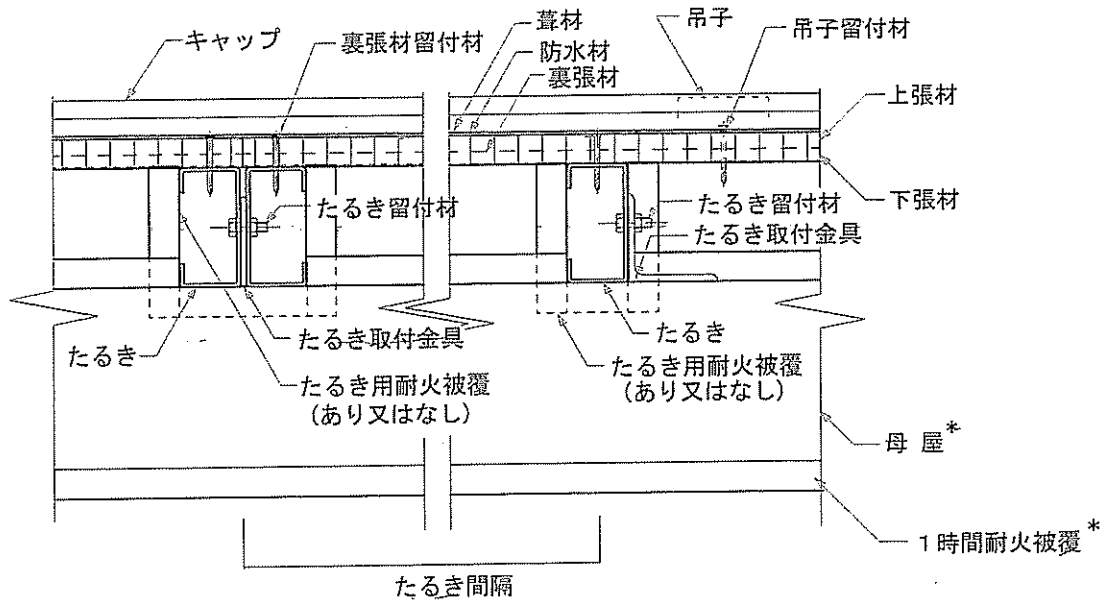 キャップ
裏張材留付材
葺材
防水材
裏張材
吊子
吊子留付材
上張材
下張材
たるき留付材
たるき留付材
たるき取付金具
たるき
たるき取付金具
たるき用耐火被覆
(あり又はなし)
たるき
たるき用耐火被覆
(あり又はなし)
母屋*
1時間耐火被覆*
たるき間隔